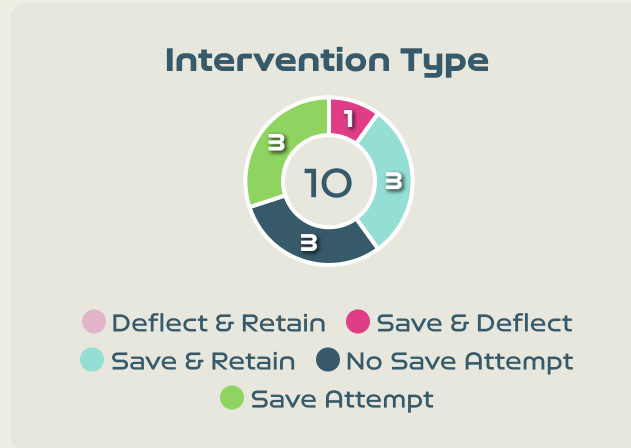 Intervention Type
1
3
3
10
3
Deflect & Retain
Save & Deflect
Save & Retain
No Save Attempt
Save Attempt